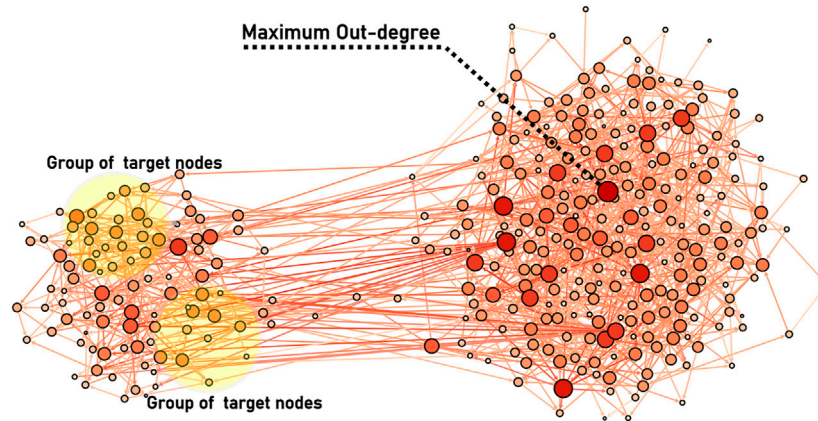 Maximum Out-degree
Group of target nodes
Group of target nodes